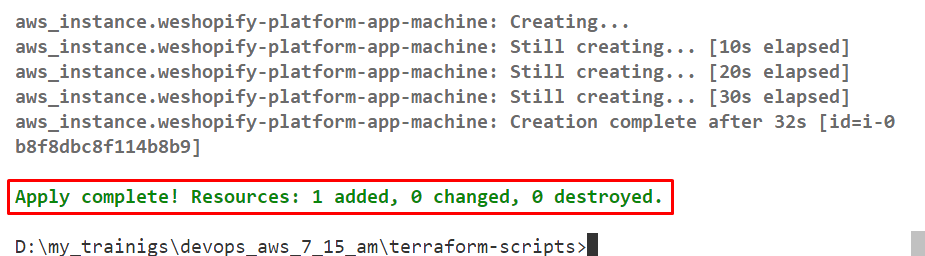 aws_instance.weshopify-platform-app-machine: Creating...
aws_instance.weshopify-platform-app-machine: Still creating... [10s elapsed]
aws_instance.weshopify-platform-app-machine: Still creating... [20s elapsed]
aws_instance.weshopify-platform-app-machine: Still creating... [30s elapsed]
aws_instance.weshopify-platform-app-machine: Creation complete after 32s [id=i-0
b8f8dbc8f114b8b9]
Apply complete! Resources: 1 added, 0 changed, 0 destroyed.
D:\my_trainigs\devops_aws_7_15_am\terraform-scripts>